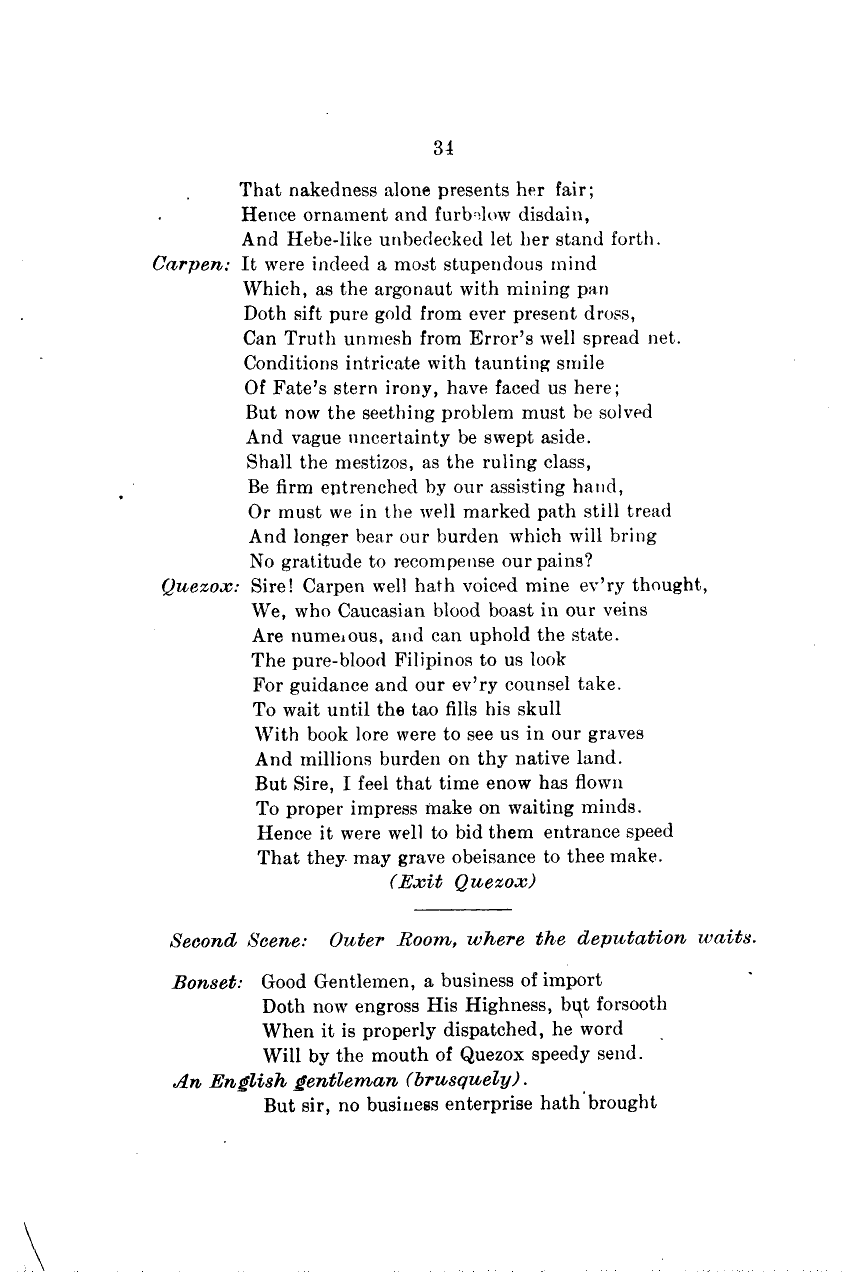 34
That nakedness alone presents her fair;
Hence ornament and furbelow disdain,
And Hebe-like unbedecked let her stand forth.
Carpen: It were indeed a most stupendous mind
Which, as the argonaut with mining pan
Doth sift pure gold from ever present dross,
Can Truth unmesh from Error's well spread net.
Conditions intricate with taunting smile
Of Fate's stern irony, have faced us here;
But now the seething problem must be solved
And vague uncertainty be swept aside.
Shall the mestizos, as the ruling class,
Be firm entrenched by our assisting hand,
Or must we in the well marked path still tread
And longer bear our burden which will bring
No gratitude to recompense our pains?
Quezox: Sire! Carpen well hath voiced mine ev'ry thought,
We, who Caucasian blood boast in our veins
Are numerous, and can uphold the state.
The pure-blood Filipinos to us look
For guidance and our ev'ry counsel take.
To wait until the tao fills his skull
With book lore were to see us in our graves
And millions burden on thy native land.
But Sire, I feel that time enow has flown
To proper impress make on waiting minds.
Hence it were well to bid them entrance speed
That they may grave obeisance to thee make.
(Exit Quezox)
Second Scene: Outer Room, where the deputation waits.
Bonset: Good Gentlemen, a business of import
Doth now engross His Highness, but forsooth
When it is properly dispatched, he word
Will by the mouth of Quezox speedy send.
An English gentleman (brusquely).
But sir, no business enterprise hath brought